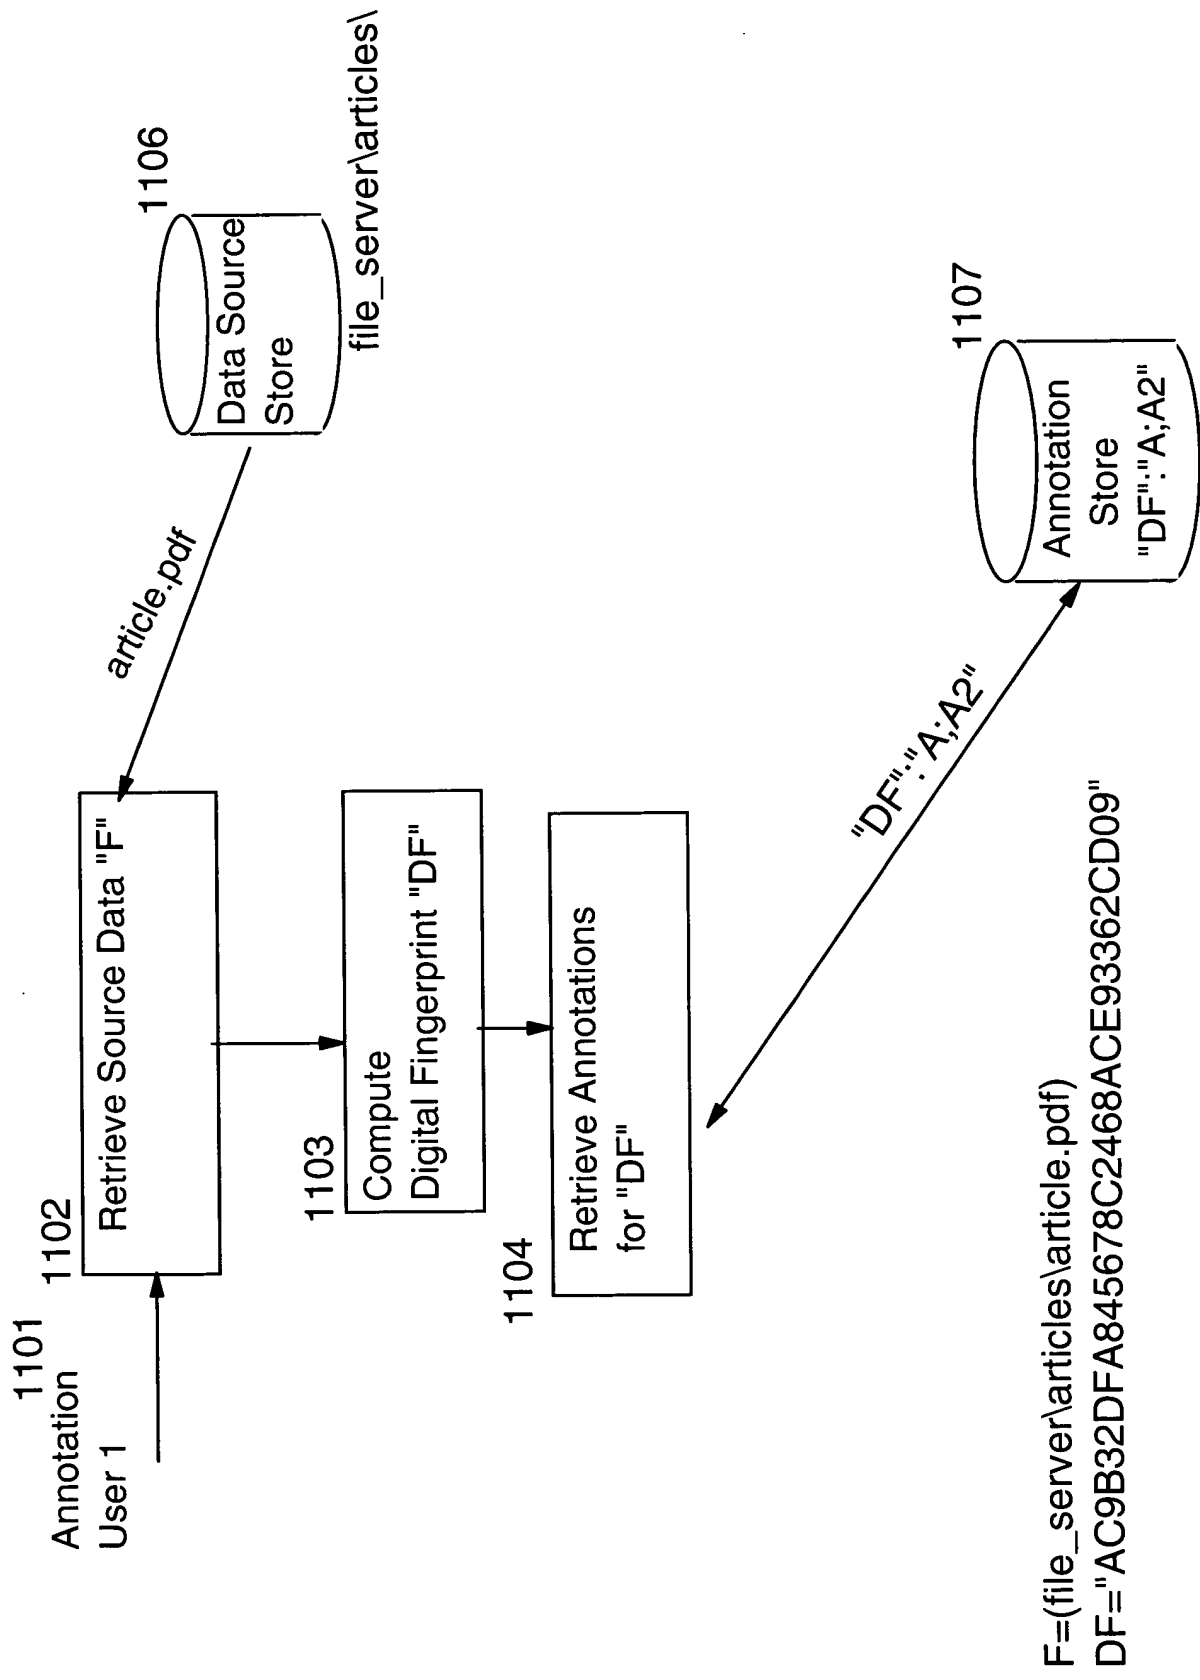 1101
Annotation
User 1
1102
Retrieve Source Data "F"
article.pdf
1106
Data Source
Store
file_server\articles\
1103
Compute
Digital Fingerprint "DF"
1104
Retrieve Annotations
for "DF"
"DF":"A;A2"
1107
Annotation
Store
"DF":"A;A2"
F=(file_server\articles\article.pdf)
DF="AC9B32DFA845678C2468ACE93362CD09"